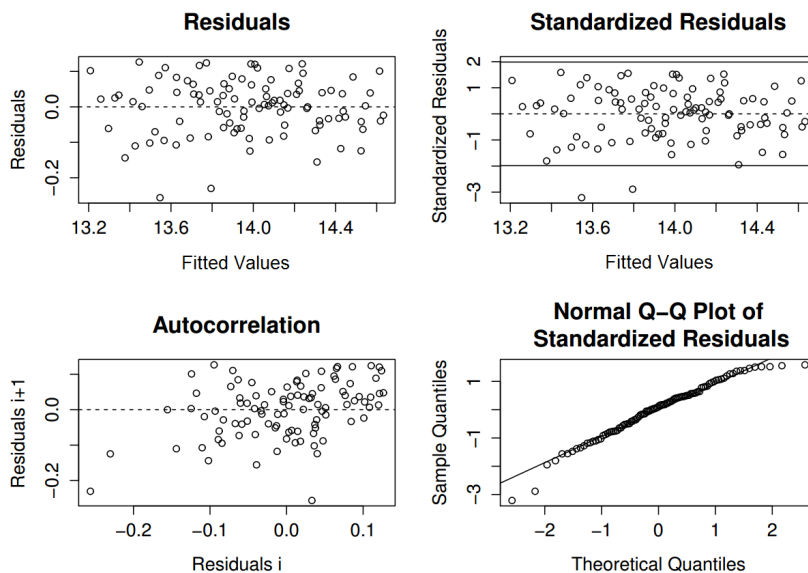 Residuals
Residuals
0.0
-0.2
13.2
13.6
14.0
14.4
Fitted Values
Standardized Residuals
Standardized Residuals
2
1
-1
-3
13.2
13.6
14.0
14.4
Fitted Values
Autocorrelation
Residuals i+1
0.0
-0.2
-0.2
-0.1
0.0
0.1
Residuals i
Normal Q-Q Plot of
Standardized Residuals
Sample Quantiles
1
-1
-3
-2
-1
0
1
2
Theoretical Quantiles